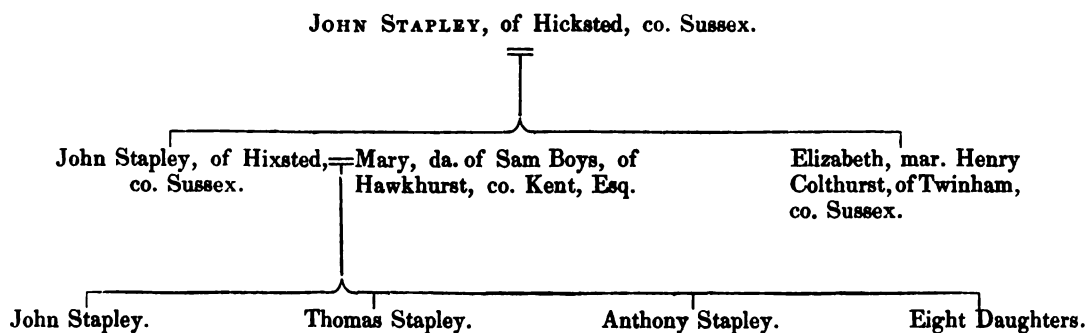 JOHN STAPLEY, of Hicksted, co. Sussex.
John Stapley, of Hixsted,
co. Sussex.
Mary, da. of Sam Boys, of
Hawkhurst, co. Kent, Esq.
Elizabeth, mar. Henry
Colthurst, of Twinham,
co. Sussex.
John Stapley.
Thomas Stapley.
Anthony Stapley.
Eight Daughters.